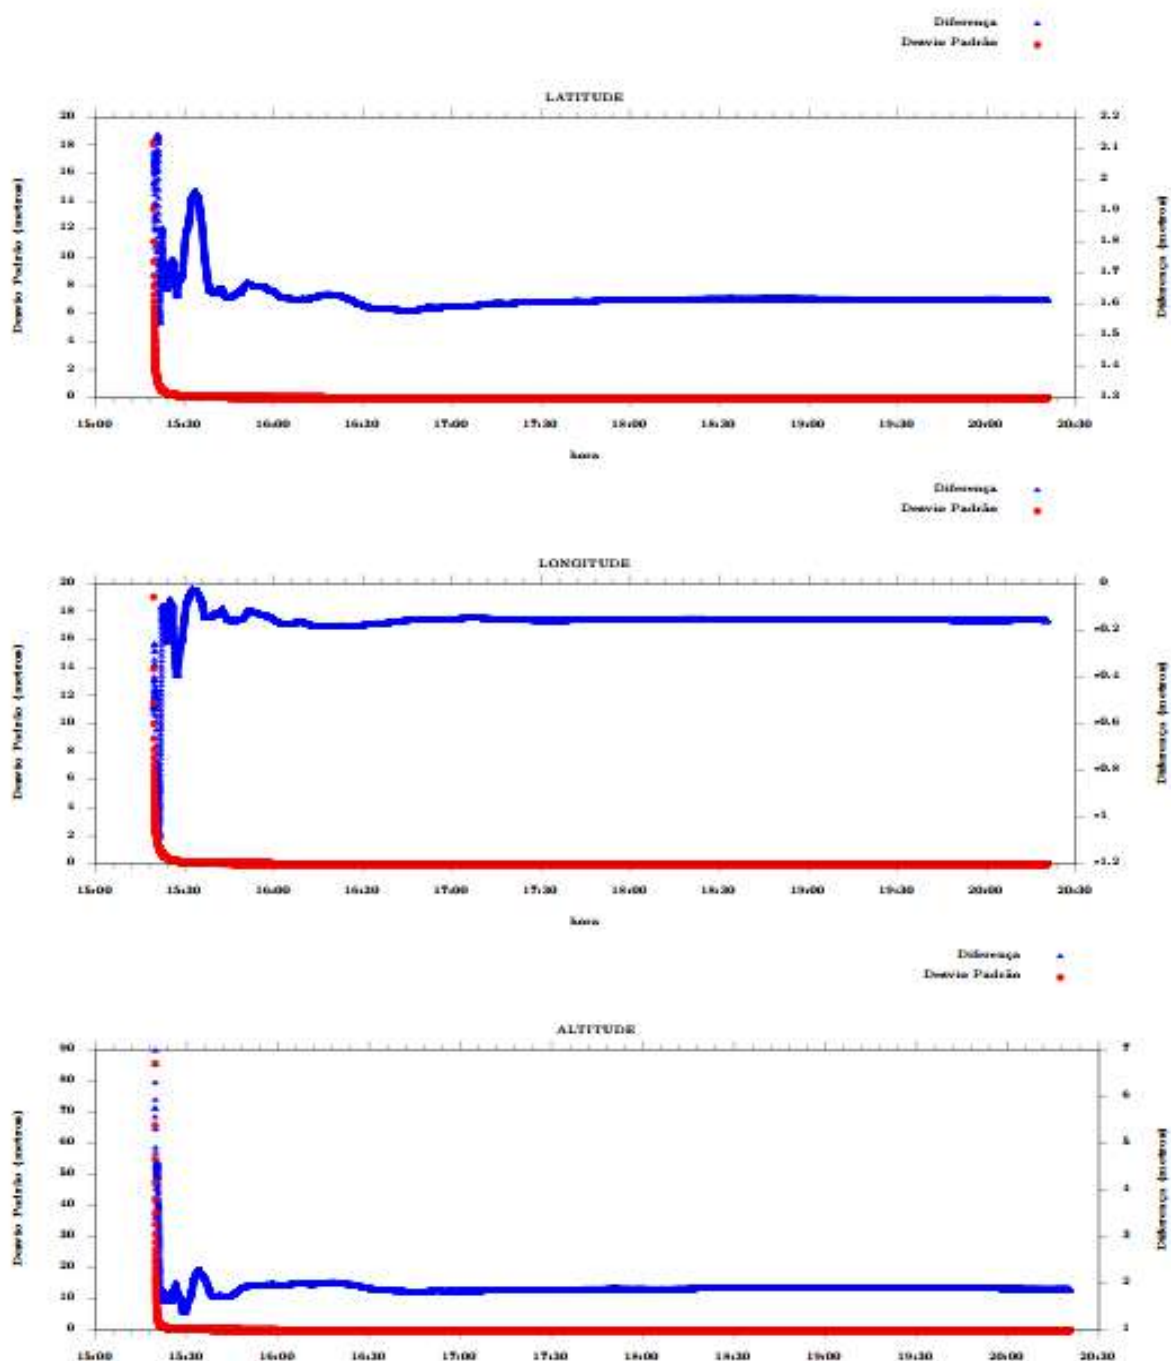 Diferença
Desvio Padrão
LATITUDE
20
18
16
14
12
10
8
6
4
2
0
Desvio Padrão (metros)
2.2
2.1
2
1.9
1.8
1.7
1.6
1.5
1.4
1.3
Diferença (metros)
15:00 15:30 16:00 16:30 17:00 17:30 18:00 18:30 19:00 19:30 20:00 20:30
hora
Diferença
Desvio Padrão
LONGITUDE
20
18
16
14
12
10
8
6
4
2
0
Desvio Padrão (metros)
0
-0.2
-0.4
-0.6
-0.8
-1
-1.2
Diferença (metros)
15:00 15:30 16:00 16:30 17:00 17:30 18:00 18:30 19:00 19:30 20:00 20:30
hora
Diferença
Desvio Padrão
ALTITUDE
90
80
70
60
50
40
30
20
10
0
Desvio Padrão (metros)
7
6
5
4
3
2
1
Diferença (metros)
15:00 15:30 16:00 16:30 17:00 17:30 18:00 18:30 19:00 19:30 20:00 20:30